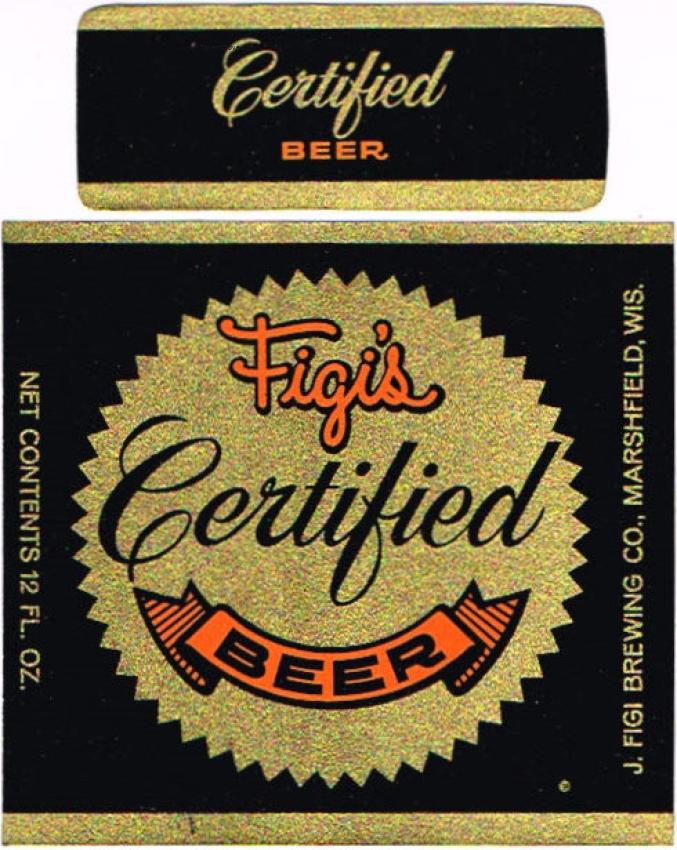 Certified
BEER
Figi's
Certified
BEER
NET CONTENTS 12 FL. OZ.
J. FIGI BREWING CO., MARSHFIELD, WIS.
©